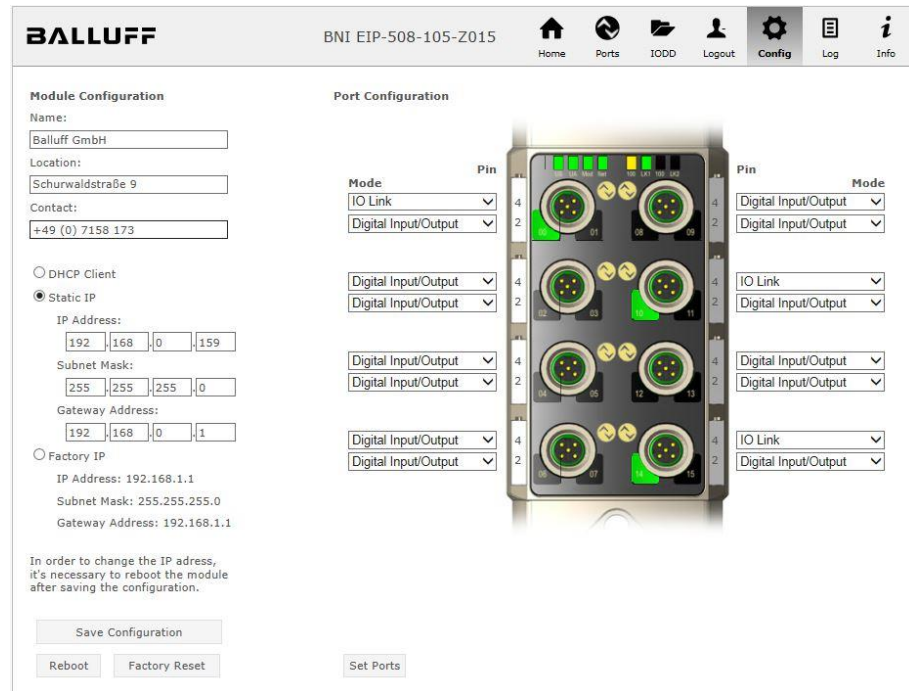 BALLUFF
BNI EIP-508-105-Z015
Home
Ports
IODD
Logout
Config
Log
Info
Module Configuration
Name:
Balluff GmbH
Location:
Schurwaldstraße 9
Contact:
+49 (0) 7158 173
DHCP Client
Static IP
IP Address:
192 .168 .0 .159
Subnet Mask:
255 .255 .255 .0
Gateway Address:
192 .168 .0 .1
Factory IP
IP Address: 192.168.1.1
Subnet Mask: 255.255.255.0
Gateway Address: 192.168.1.1
In order to change the IP adress,
it's necessary to reboot the module
after saving the configuration.
Save Configuration
Reboot
Factory Reset
Port Configuration
Mode Pin
IO Link 4
Digital Input/Output 2
Digital Input/Output 4
Digital Input/Output 2
Digital Input/Output 4
Digital Input/Output 2
Digital Input/Output 4
Digital Input/Output 2
00 01 08 09
02 03 10 11
04 05 12 13
06 07 14 15
Pin Mode
4 Digital Input/Output
2 Digital Input/Output
4 IO Link
2 Digital Input/Output
4 Digital Input/Output
2 Digital Input/Output
4 IO Link
2 Digital Input/Output
Set Ports